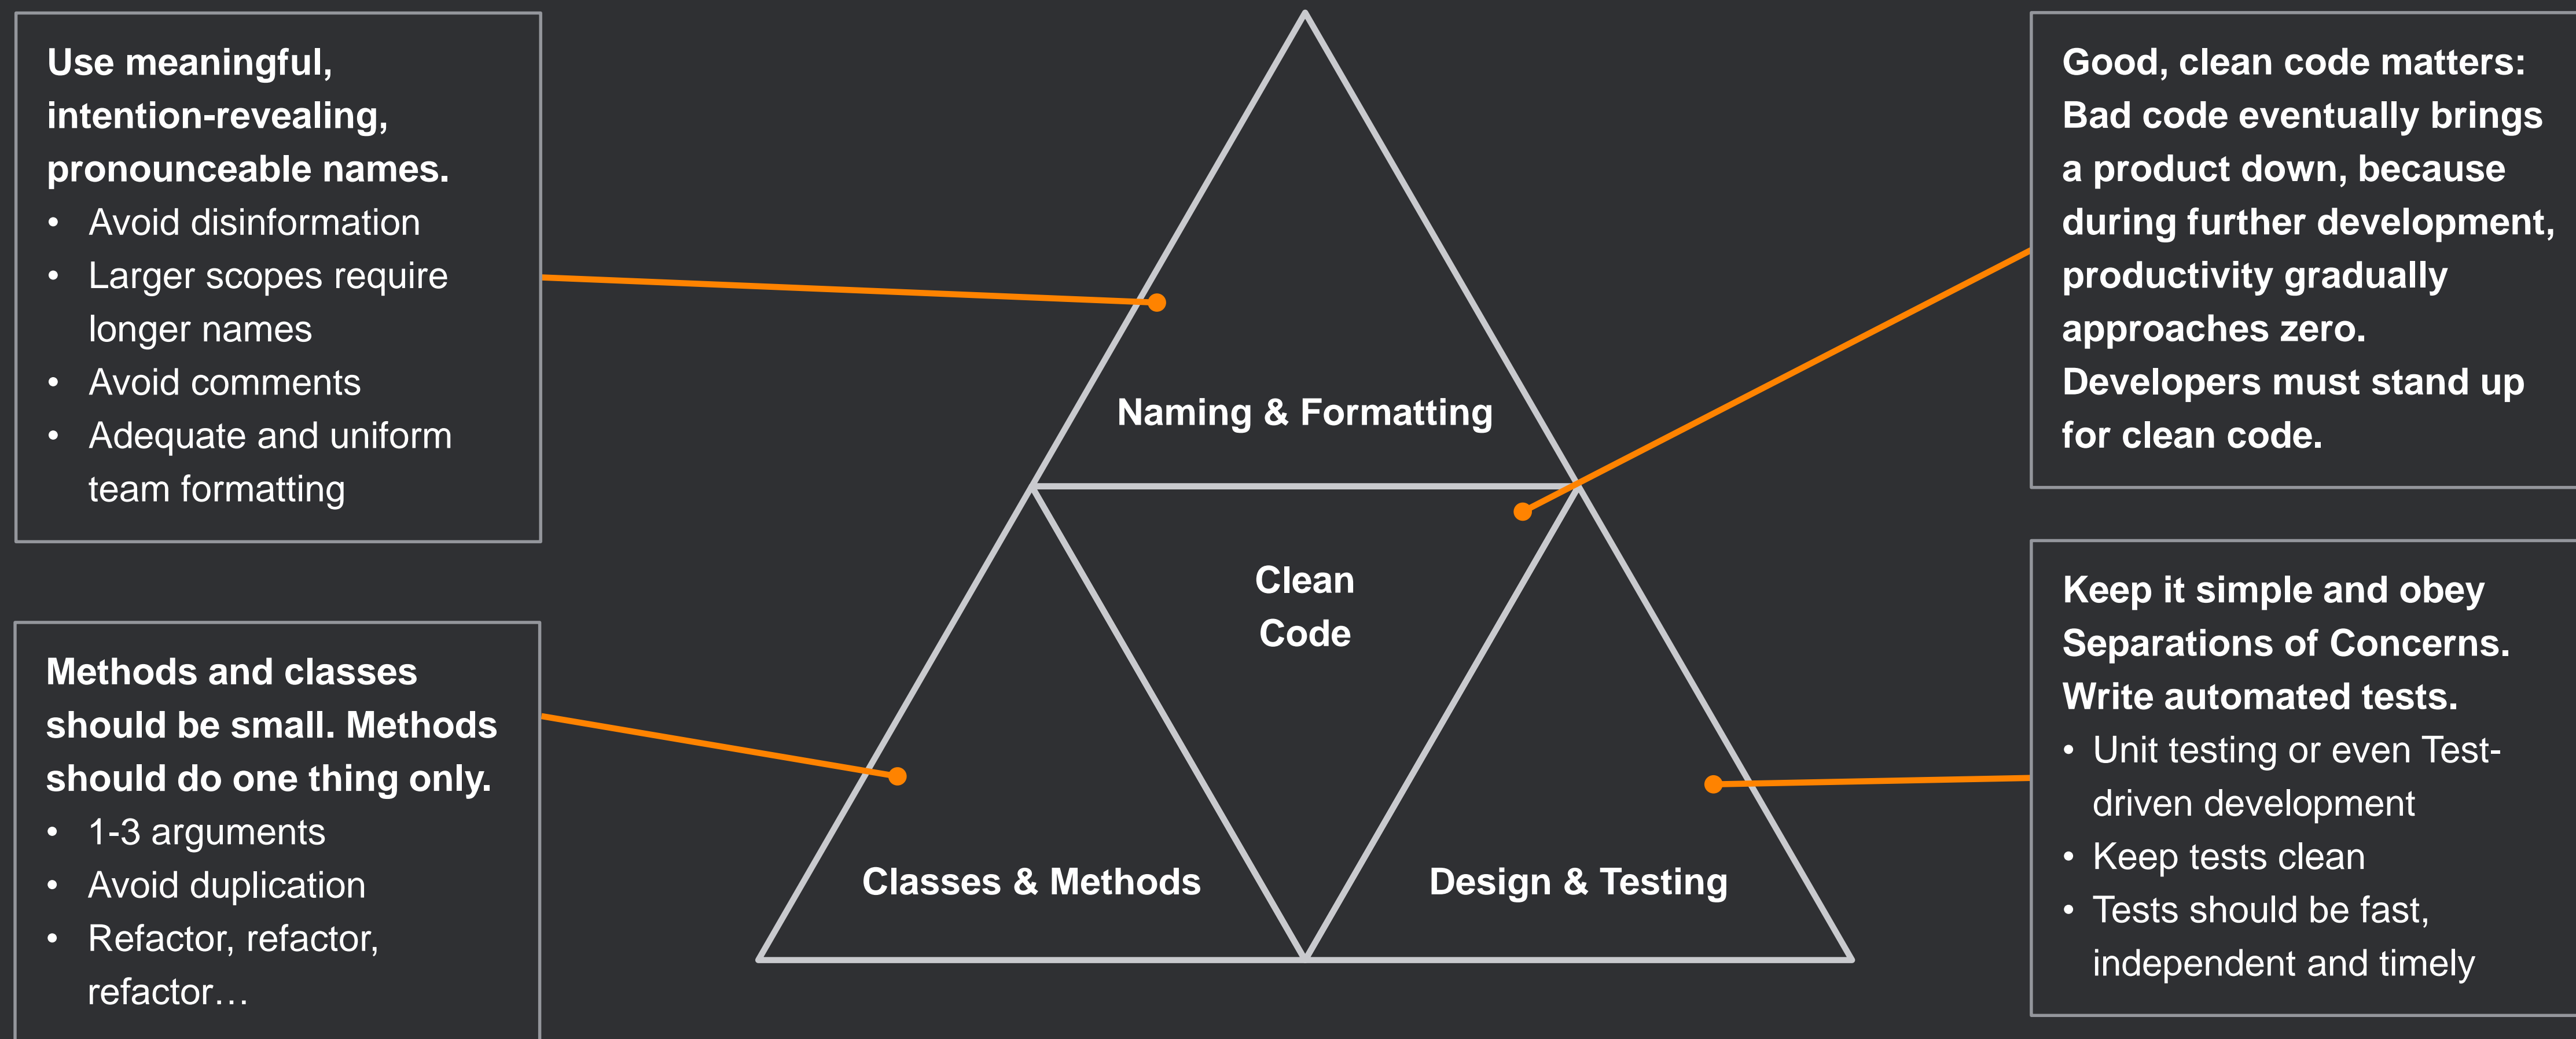 Use meaningful,
intention-revealing,
pronounceable names.
• Avoid disinformation
• Larger scopes require
longer names
• Avoid comments
• Adequate and uniform
team formatting
Methods and classes
should be small. Methods
should do one thing only.
• 1-3 arguments
• Avoid duplication
• Refactor, refactor,
refactor…
Naming & Formatting
Clean
Code
Classes & Methods
Design & Testing
Good, clean code matters:
Bad code eventually brings
a product down, because
during further development,
productivity gradually
approaches zero.
Developers must stand up
for clean code.
Keep it simple and obey
Separations of Concerns.
Write automated tests.
• Unit testing or even Test-
driven development
• Keep tests clean
• Tests should be fast,
independent and timely